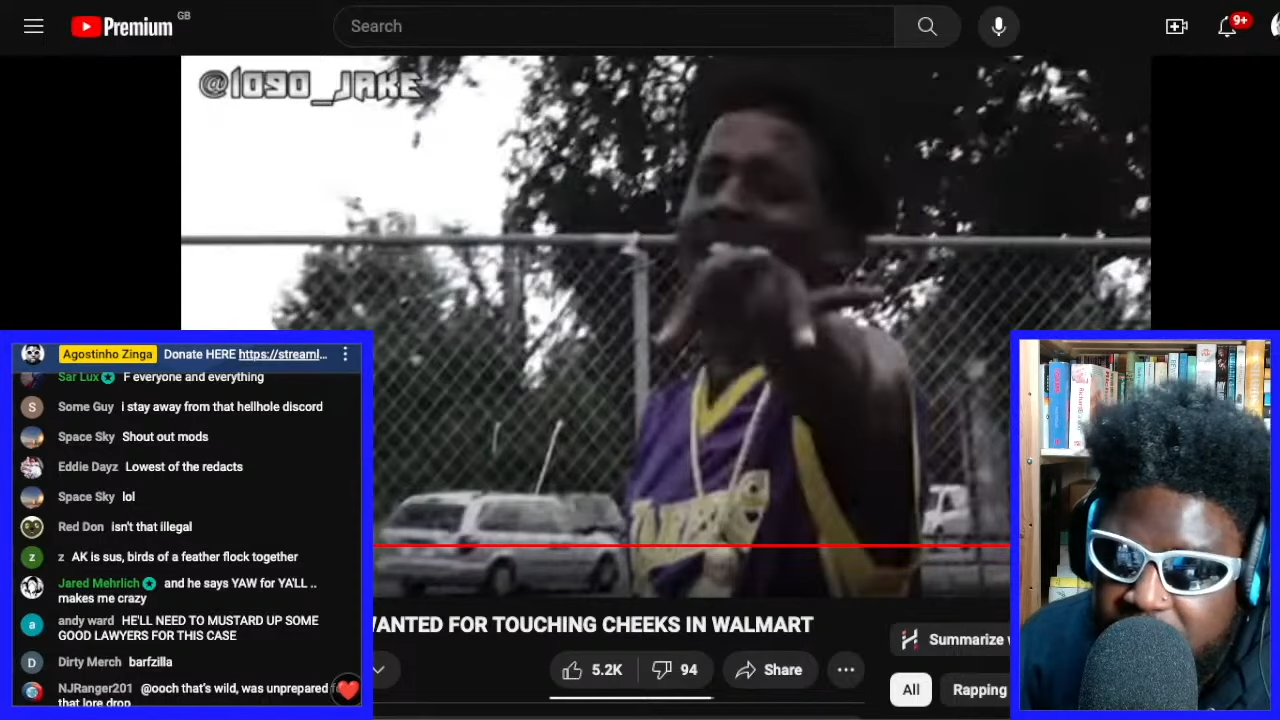 Premium GB
Search
9+
@1090_JAKE
Agostinho Zinga Donate HERE https://streaml...
Sar Lux F everyone and everything
S Some Guy i stay away from that hellhole discord
Space Sky Shout out mods
Eddie Dayz Lowest of the redacts
Space Sky lol
Red Don isn't that illegal
z z AK is sus, birds of a feather flock together
Jared Mehrlich and he says YAW for YA'LL ..
makes me crazy
a andy ward HE'LL NEED TO MUSTARD UP SOME
GOOD LAWYERS FOR THIS CASE
D Dirty Merch barfzilla
NJRanger201 @ooch that's wild, was unprepared
that lore drop
ANTED FOR TOUCHING CHEEKS IN WALMART
5.2K
94
Share
Summarize
All
Rapping